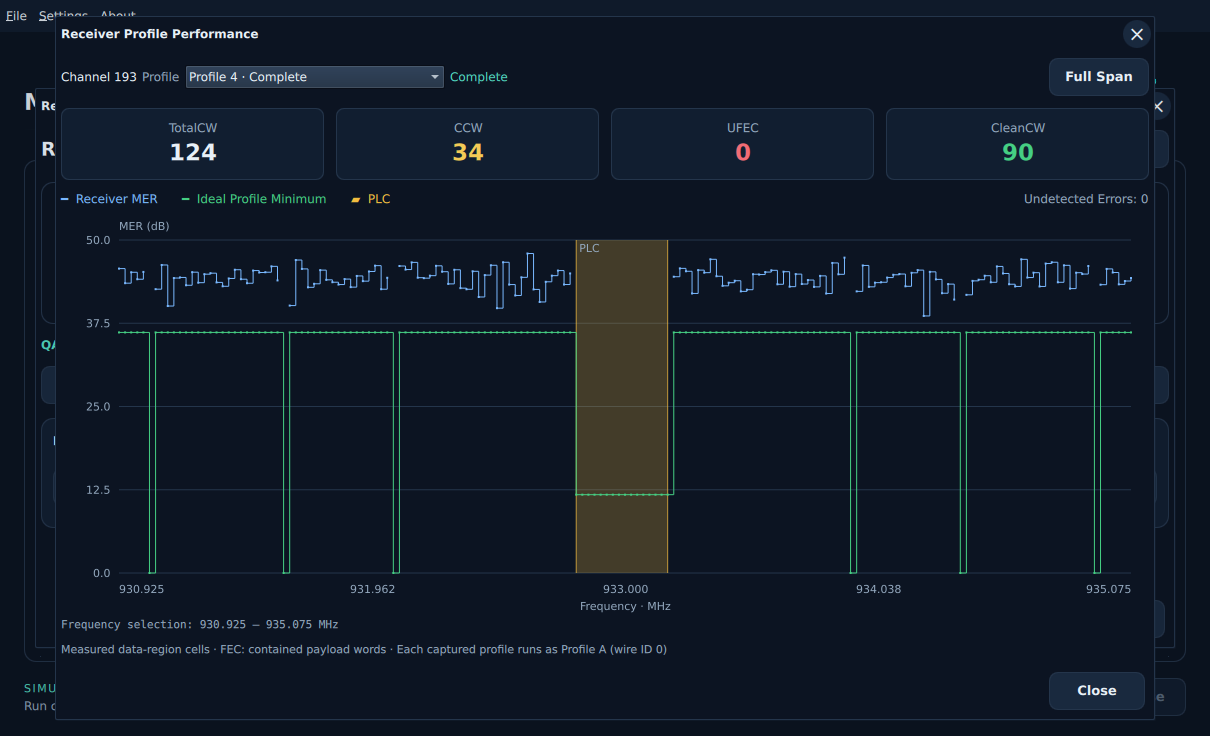 File Settings About
Receiver Profile Performance
Channel 193 Profile Profile 4 · Complete Complete
Full Span
TotalCW
124
CCW
34
UFEC
0
CleanCW
90
Receiver MER Ideal Profile Minimum PLC
Undetected Errors: 0
MER (dB)
50.0
PLC
37.5
25.0
12.5
0.0
930.925 931.962 933.000 934.038 935.075
Frequency · MHz
Frequency selection: 930.925 – 935.075 MHz
Measured data-region cells · FEC: contained payload words · Each captured profile runs as Profile A (wire ID 0)
Close
SIMU
Run